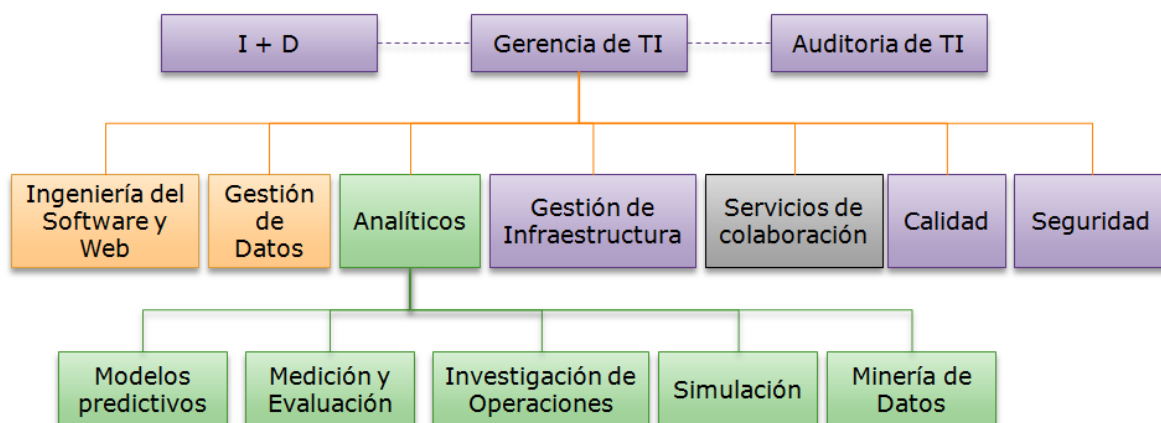 I + D
Gerencia de TI
Auditoria de TI
Ingeniería del
Software y
Web
Gestión
de
Datos
Analíticos
Gestión de
Infraestructura
Servicios de
colaboración
Calidad
Seguridad
Modelos
predictivos
Medición y
Evaluación
Investigación de
Operaciones
Simulación
Minería de
Datos